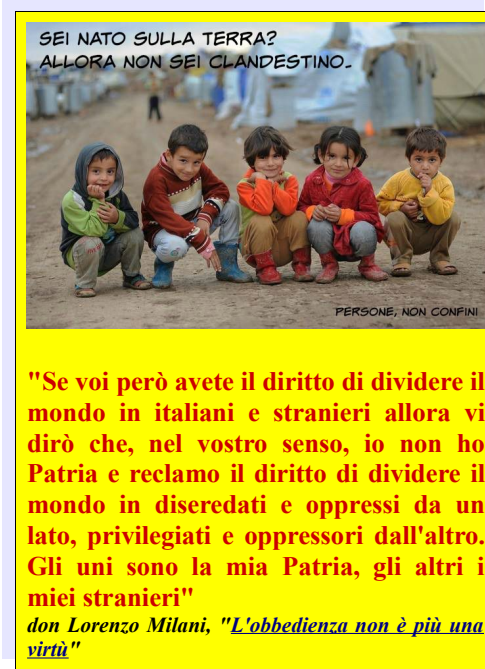 SEI NATO SULLA TERRA?
ALLORA NON SEI CLANDESTINO.
PERSONE, NON CONFINI
"Se voi però avete il diritto di dividere il
mondo in italiani e stranieri allora vi
dirò che, nel vostro senso, io non ho
Patria e reclamo il diritto di dividere il
mondo in diseredati e oppressi da un
lato, privilegiati e oppressori dall'altro.
Gli uni sono la mia Patria, gli altri i
miei stranieri"
don Lorenzo Milani, "L'obbedienza non è più una
virtù"